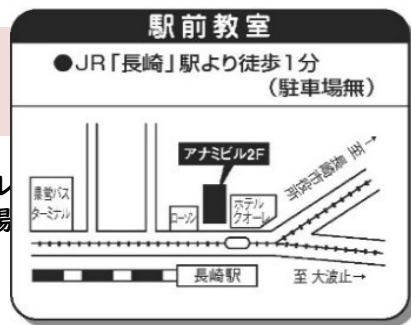 駅前教室
●JR「長崎」駅より徒歩1分
(駐車場無)
アナミビル2F
至 長崎市役所→
県営バス
ターミナル
ローソン
ホテル
クオーレ
長崎駅
至 大波止→
ル
場